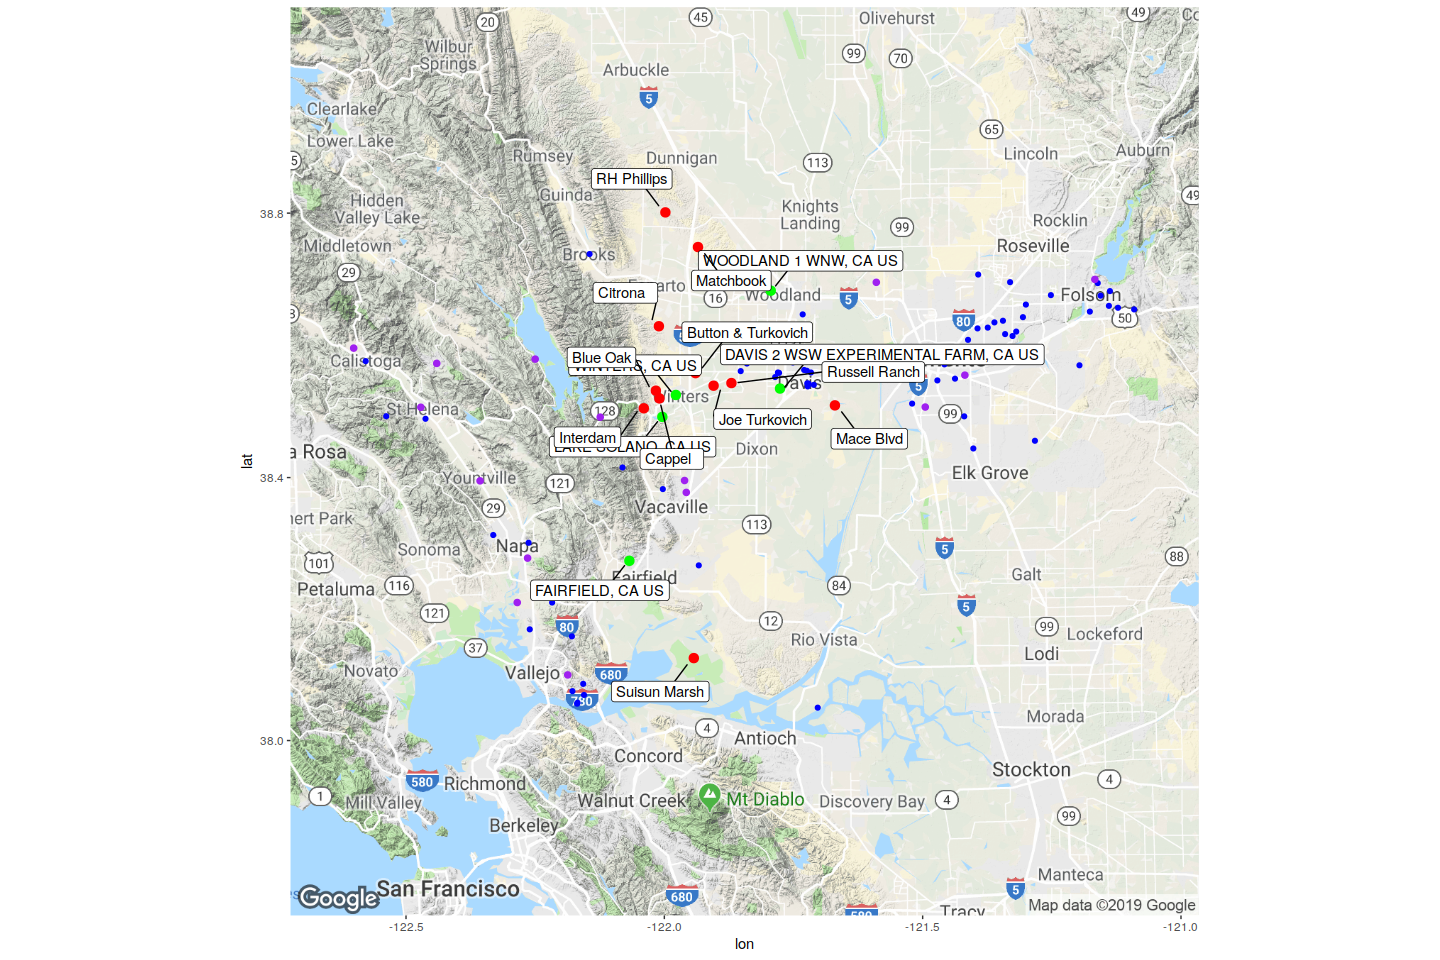 20
45
49
Olivehurst
Wilbur
Springs
99
70
Arbuckle
5
Clearlake
Lower Lake
65
Rumsey
Dunnigan
113
Lincoln
Auburn
RH Phillips
Guinda
Hidden
Valley Lake
Knights
Landing
49
38.8
99
Rocklin
Middletown
Roseville
Brooks
WOODLAND 1 WNW, CA US
29
Matchbook
Citrona
16
Woodland
5
Folsom
80
50
Button & Turkovich
Blue Oak
WINTERS, CA US
DAVIS 2 WSW EXPERIMENTAL FARM, CA US
Calistoga
Russell Ranch
Davis
5
St Helena
128
Winters
99
Joe Turkovich
Interdam
LAKE SOLANO, CA US
Cappel
Mace Blvd
Dixon
a Rosa
lat
38.4
Yountville
121
Elk Grove
Vacaville
29
113
nert Park
Sonoma
Napa
5
88
101
Petaluma
116
Fairfield
84
Galt
FAIRFIELD, CA US
121
80
12
5
99
Lockeford
37
Rio Vista
Lodi
Novato
Vallejo
680
Suisun Marsh
780
4
Morada
38.0
Antioch
Concord
Stockton
580
Richmond
4
1
Mill Valley
Walnut Creek
Mt Diablo
Discovery Bay
4
99
Berkeley
Manteca
San Francisco
680
5
Google
580
Tracy
Map data ©2019 Google
-122.5
-122.0
-121.5
-121.0
lon